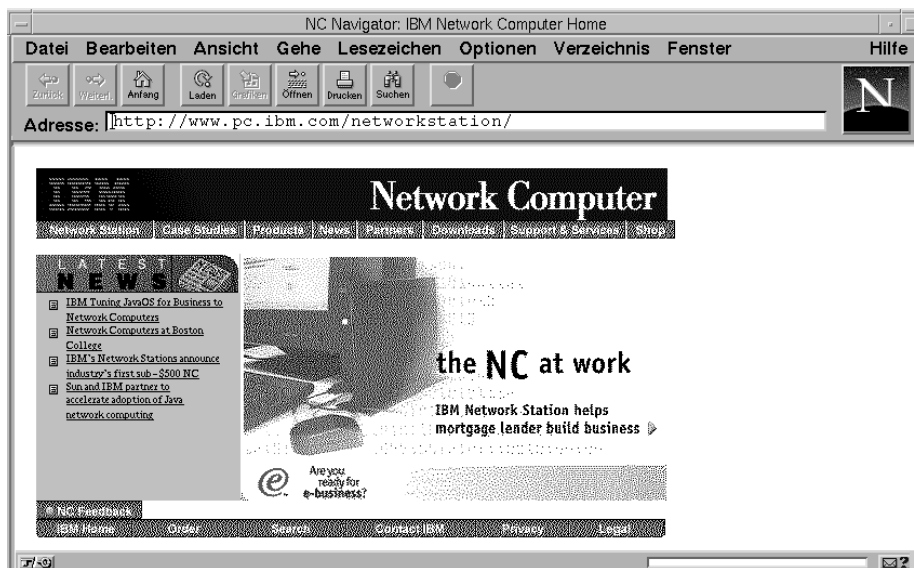 NC Navigator: IBM Network Computer Home
Datei Bearbeiten Ansicht Gehe Lesezeichen Optionen Verzeichnis Fenster Hilfe
Zurück Weiter! Anfang Laden Grafiken Öffnen Drucken Suchen
N
Adresse: http://www.pc.ibm.com/networkstation/
IBM Network Computer
Network Station Case Studies Products News Partners Downloads Support & Services Shop
LATEST
NEWS
IBM Tuning JavaOS for Business to
Network Computers
Network Computers at Boston
College
IBM's Network Stations announce
industry's first sub-$500 NC
Sun and IBM partner to
accelerate adoption of Java
network computing
the NC at work
IBM Network Station helps
mortgage lender build business
e
Are you
ready for
e-business?
NC Feedback
IBM Home Order Search Contact IBM Privacy Legal
?